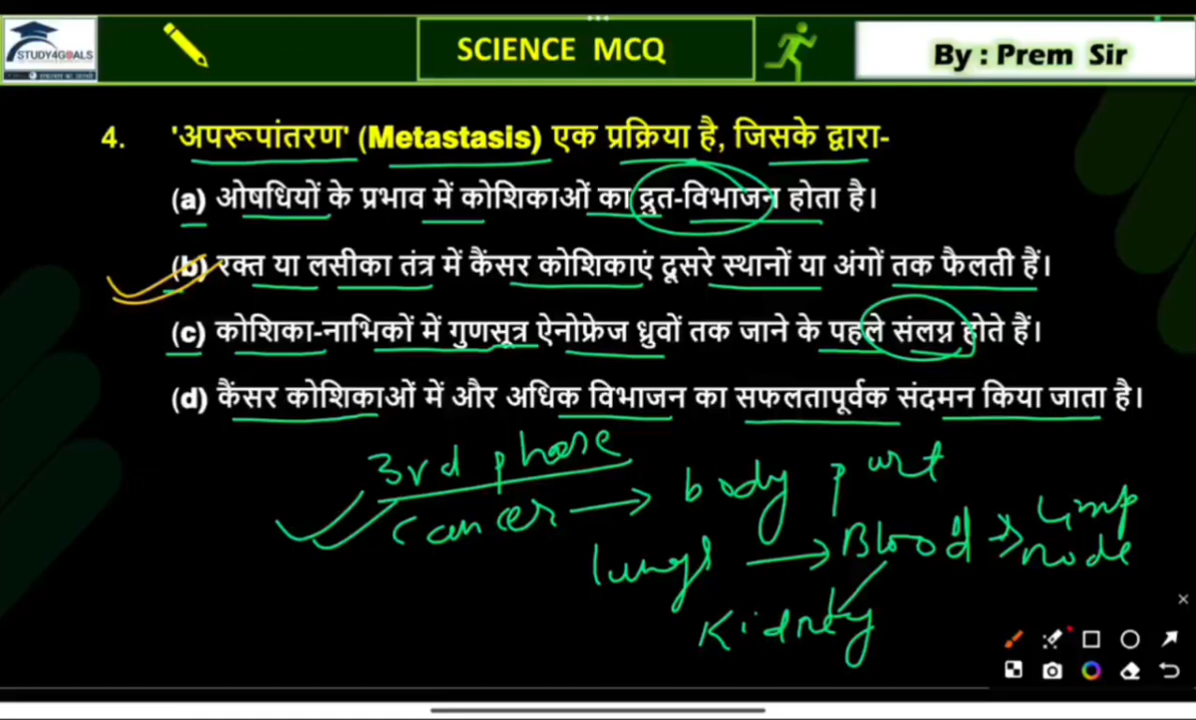 STUDY4GOALS
SCIENCE MCQ
By : Prem Sir
4. 'अपरूपांतरण' (Metastasis) एक प्रक्रिया है, जिसके द्वारा-
(a) ओषधियों के प्रभाव में कोशिकाओं का द्रुत-विभाजन होता है।
(b) रक्त या लसीका तंत्र में कैंसर कोशिकाएं दूसरे स्थानों या अंगों तक फैलती हैं।
(c) कोशिका-नाभिकों में गुणसूत्र ऐनोफ्रेज ध्रुवों तक जाने के पहले संलग्न होते हैं।
(d) कैंसर कोशिकाओं में और अधिक विभाजन का सफलतापूर्वक संदमन किया जाता है।
3rd phase
cancer → body part
lungs → Blood → Limp node
Kidney